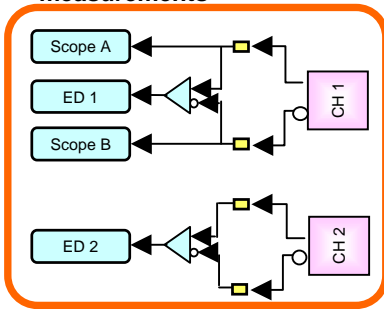 measurements
Scope A
ED 1
Scope B
CH 1
ED 2
CH 2